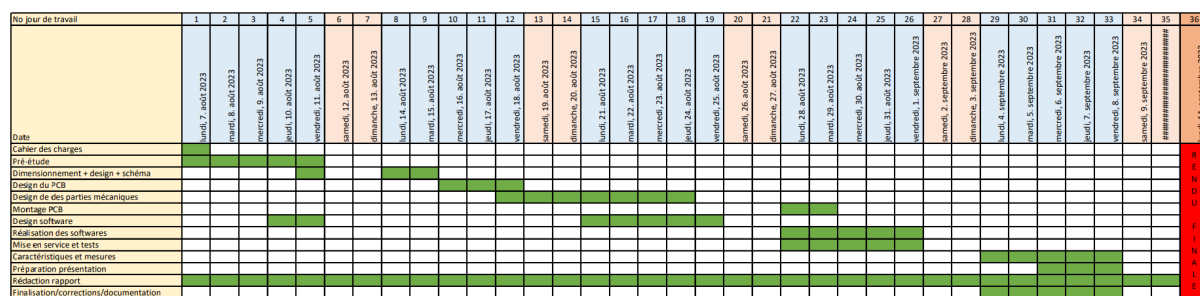 No jour de travail 1 2 3 4 5 6 7 8 9 10 11 12 13 14 15 16 17 18 19 20 21 22 23 24 25 26 27 28 29 30 31 32 33 34 35 36
Date
lundi, 7. août 2023
mardi, 8. août 2023
mercredi, 9. août 2023
jeudi, 10. août 2023
vendredi, 11. août 2023
samedi, 12. août 2023
dimanche, 13. août 2023
lundi, 14. août 2023
mardi, 15. août 2023
mercredi, 16. août 2023
jeudi, 17. août 2023
vendredi, 18. août 2023
samedi, 19. août 2023
dimanche, 20. août 2023
lundi, 21. août 2023
mardi, 22. août 2023
mercredi, 23. août 2023
jeudi, 24. août 2023
vendredi, 25. août 2023
samedi, 26. août 2023
dimanche, 27. août 2023
lundi, 28. août 2023
mardi, 29. août 2023
mercredi, 30. août 2023
jeudi, 31. août 2023
vendredi, 1. septembre 2023
samedi, 2. septembre 2023
dimanche, 3. septembre 2023
lundi, 4. septembre 2023
mardi, 5. septembre 2023
mercredi, 6. septembre 2023
jeudi, 7. septembre 2023
vendredi, 8. septembre 2023
samedi, 9. septembre 2023
Cahier des charges
Pré-étude
Dimensionnement + design + schéma
Design du PCB
Design de des parties mécaniques
Montage PCB
Design software
Réalisation des softwares
Mise en service et tests
Caractéristiques et mesures
Préparation présentation
Rédaction rapport
Finalisation/corrections/documentation
RENDU FINALE